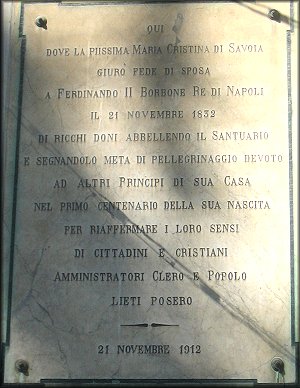 QUI
DOVE LA PIISSIMA MARIA CRISTINA DI SAVOIA
GIURÒ FEDE DI SPOSA
A FERDINANDO II BORBONE RE DI NAPOLI
IL 21 NOVEMBRE 1832
DI RICCHI DONI ABBELLENDO IL SANTUARIO
E SEGNANDOLO META DI PELLEGRINAGGIO DEVOTO
AD ALTRI PRINCIPI DI SUA CASA
NEL PRIMO CENTENARIO DELLA SUA NASCITA
PER RIAFFERMARE I LORO SENSI
DI CITTADINI E CRISTIANI
AMMINISTRATORI CLERO E POPOLO
LIETI POSERO
21 NOVEMBRE 1912